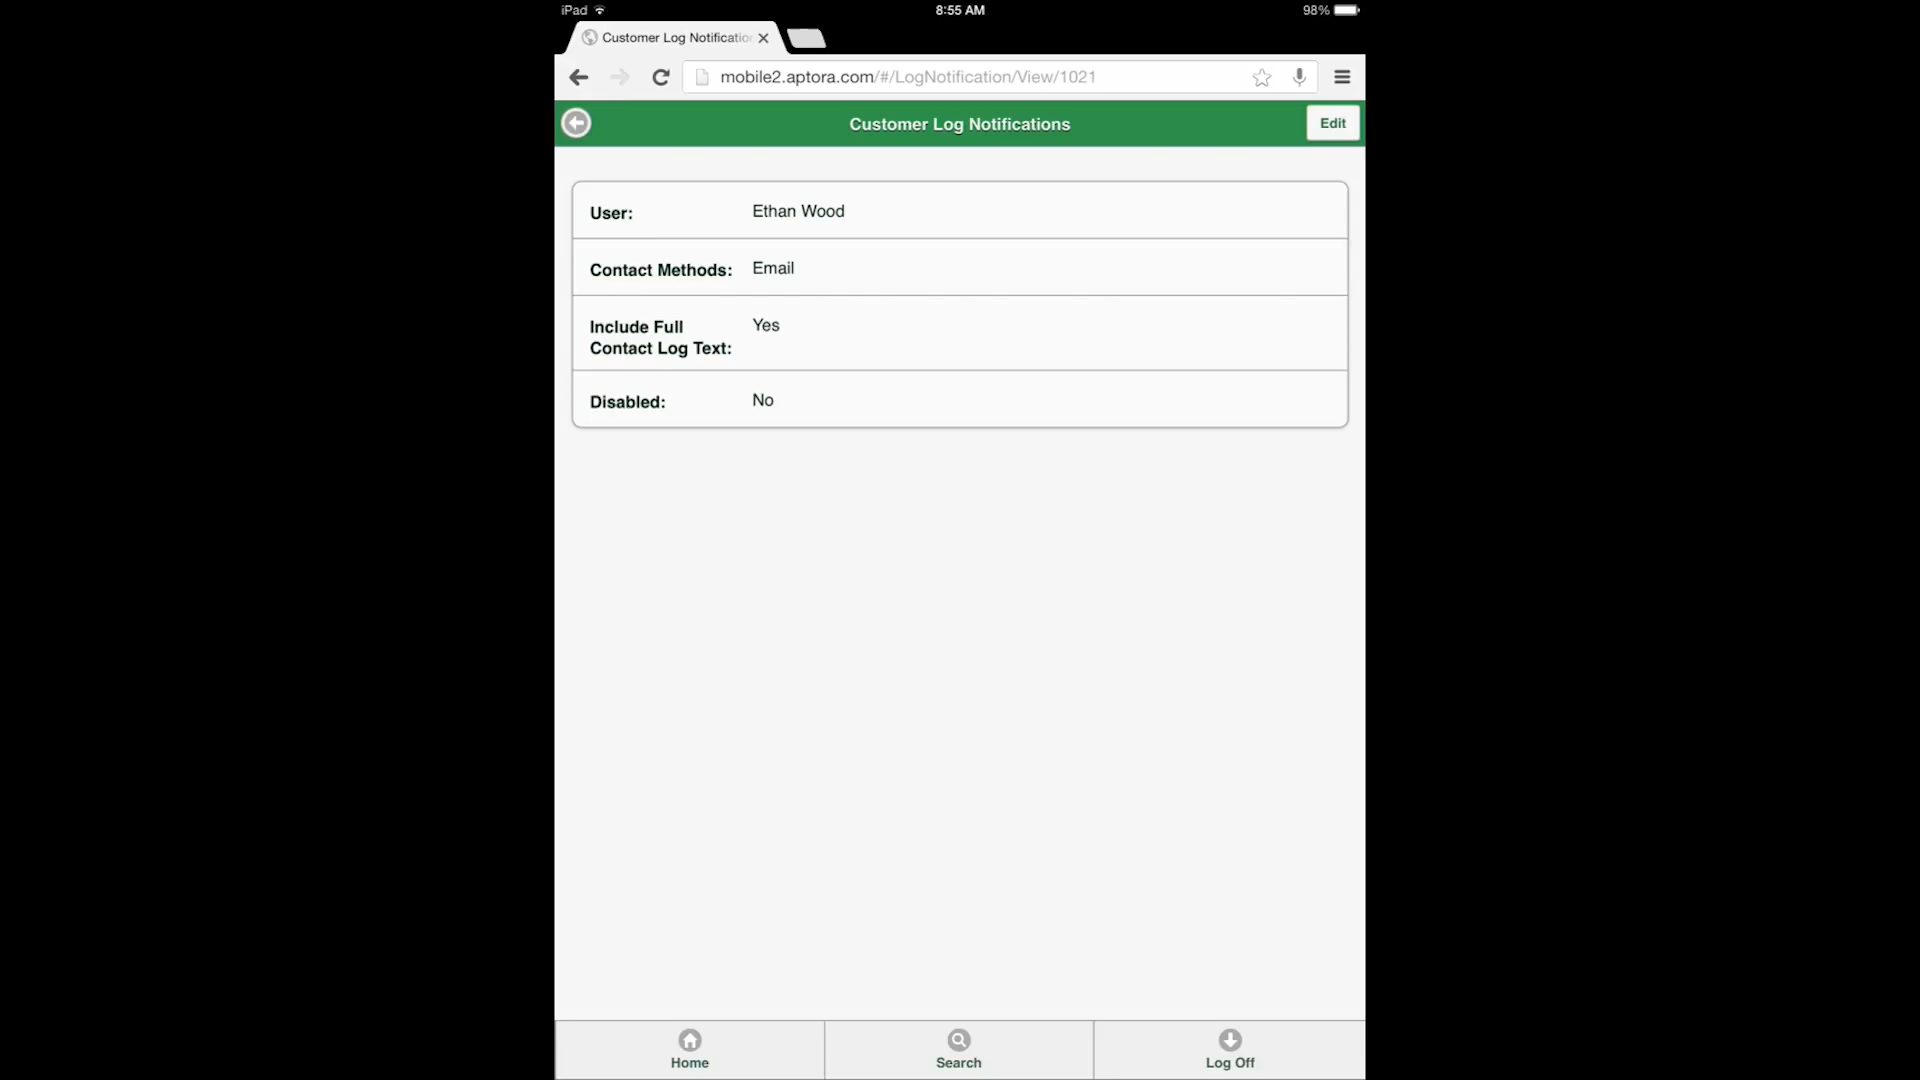 iPad
8:55 AM
98%
Customer Log Notification
mobile2.aptora.com/#/LogNotification/View/1021
Customer Log Notifications
Edit
User:
Ethan Wood
Contact Methods:
Email
Include Full
Contact Log Text:
Yes
Disabled:
No
Home
Search
Log Off